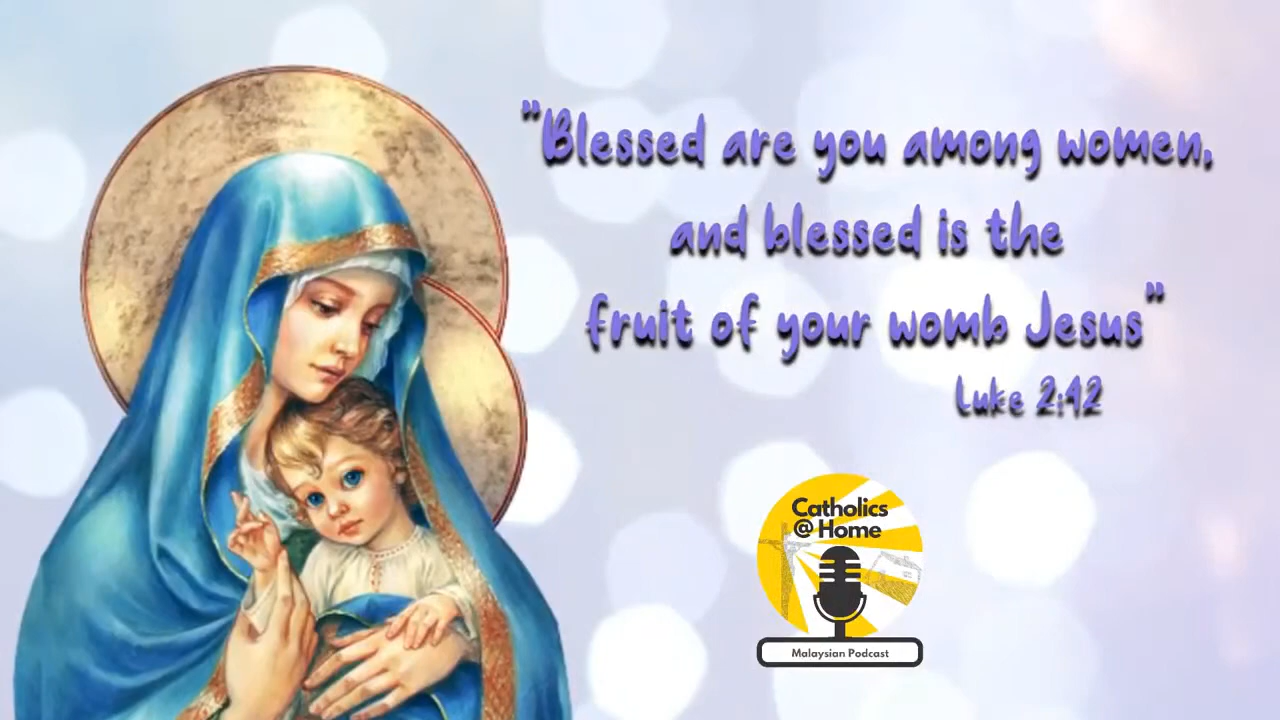 "Blessed are you among women,
and blessed is the
fruit of your womb Jesus"
Luke 2:42
Catholics
@ Home
Malaysian Podcast